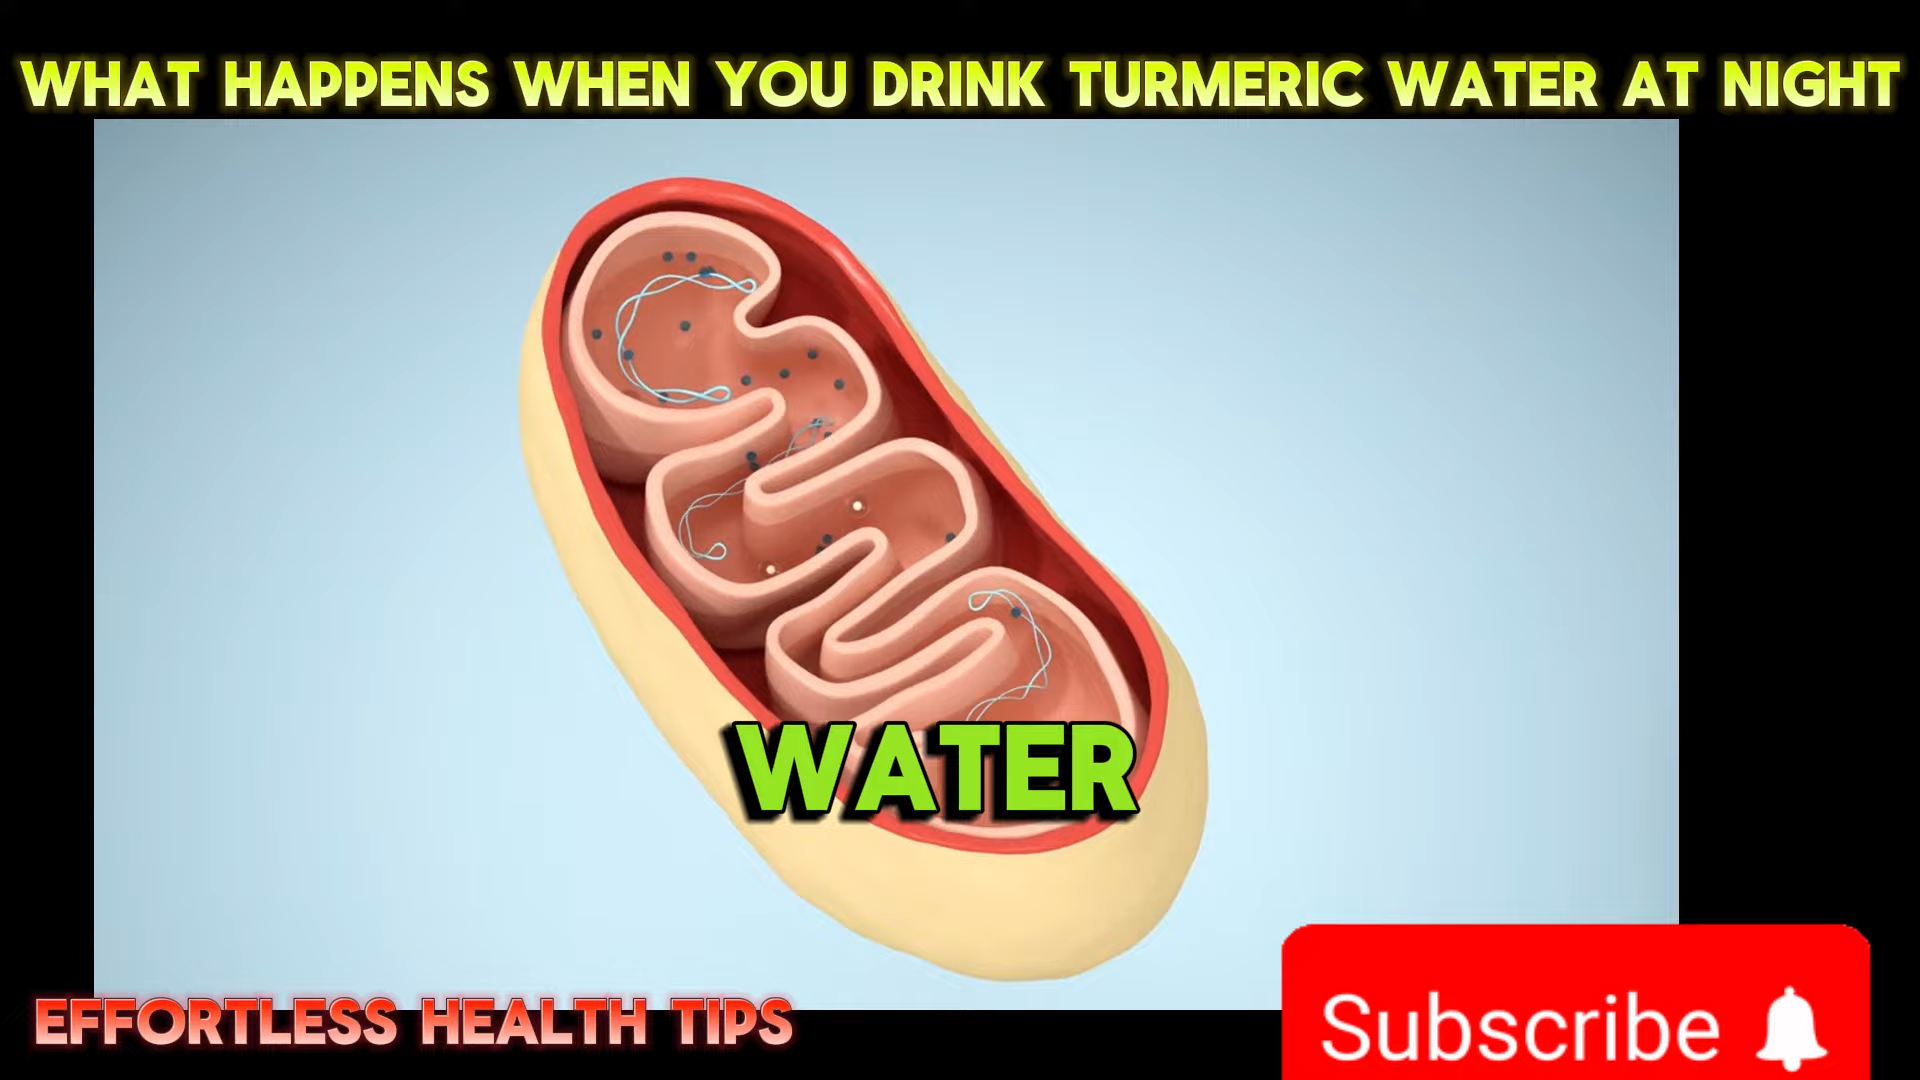 WHAT HAPPENS WHEN YOU DRINK TURMERIC WATER AT NIGHT
WATER
EFFORTLESS HEALTH TIPS
Subscribe